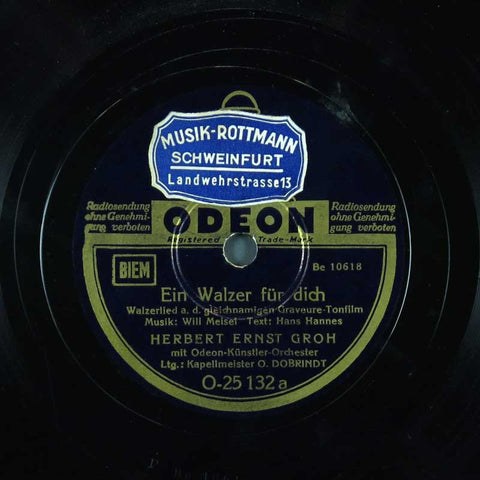 MUSIK-ROTTMANN
SCHWEINFURT
Landwehrstrasse 13
Radiosendung
ohne Genehmi-
gung verboten
ODEON
Radiosendung
ohne Genehmi-
gung verboten
Registered Trade-Mark
BIEM
Be 10618
Ein Walzer für dich
Walzerlied a. d. gleichnamigen Graveure-Tonfilm
Musik: Will Meisel Text: Hans Hannes
HERBERT ERNST GROH
mit Odeon-Künstler-Orchester
Ltg.: Kapellmeister O. DOBRINDT
O-25 132 a